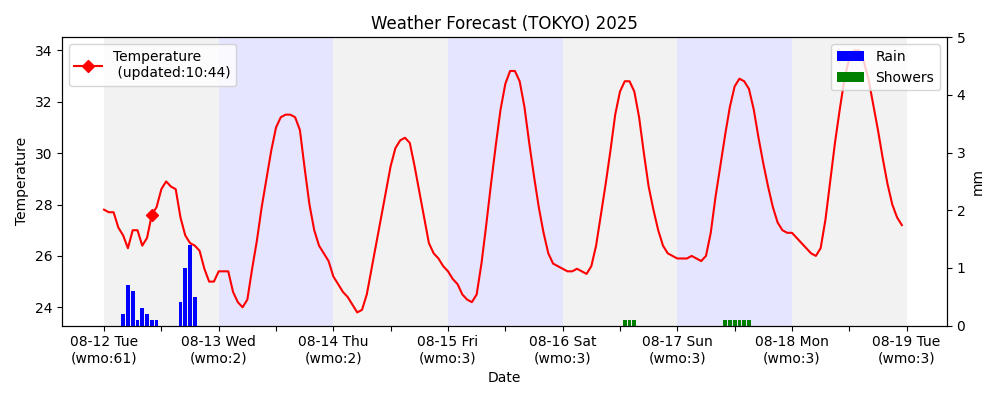 Weather Forecast (TOKYO) 2025
Temperature
(updated:10:44)
Rain
Showers
34
32
30
28
26
24
Temperature
5
4
3
2
1
0
mm
08-12 Tue
(wmo:61)
08-13 Wed
(wmo:2)
08-14 Thu
(wmo:2)
08-15 Fri
(wmo:3)
08-16 Sat
(wmo:3)
08-17 Sun
(wmo:3)
08-18 Mon
(wmo:3)
08-19 Tue
(wmo:3)
Date